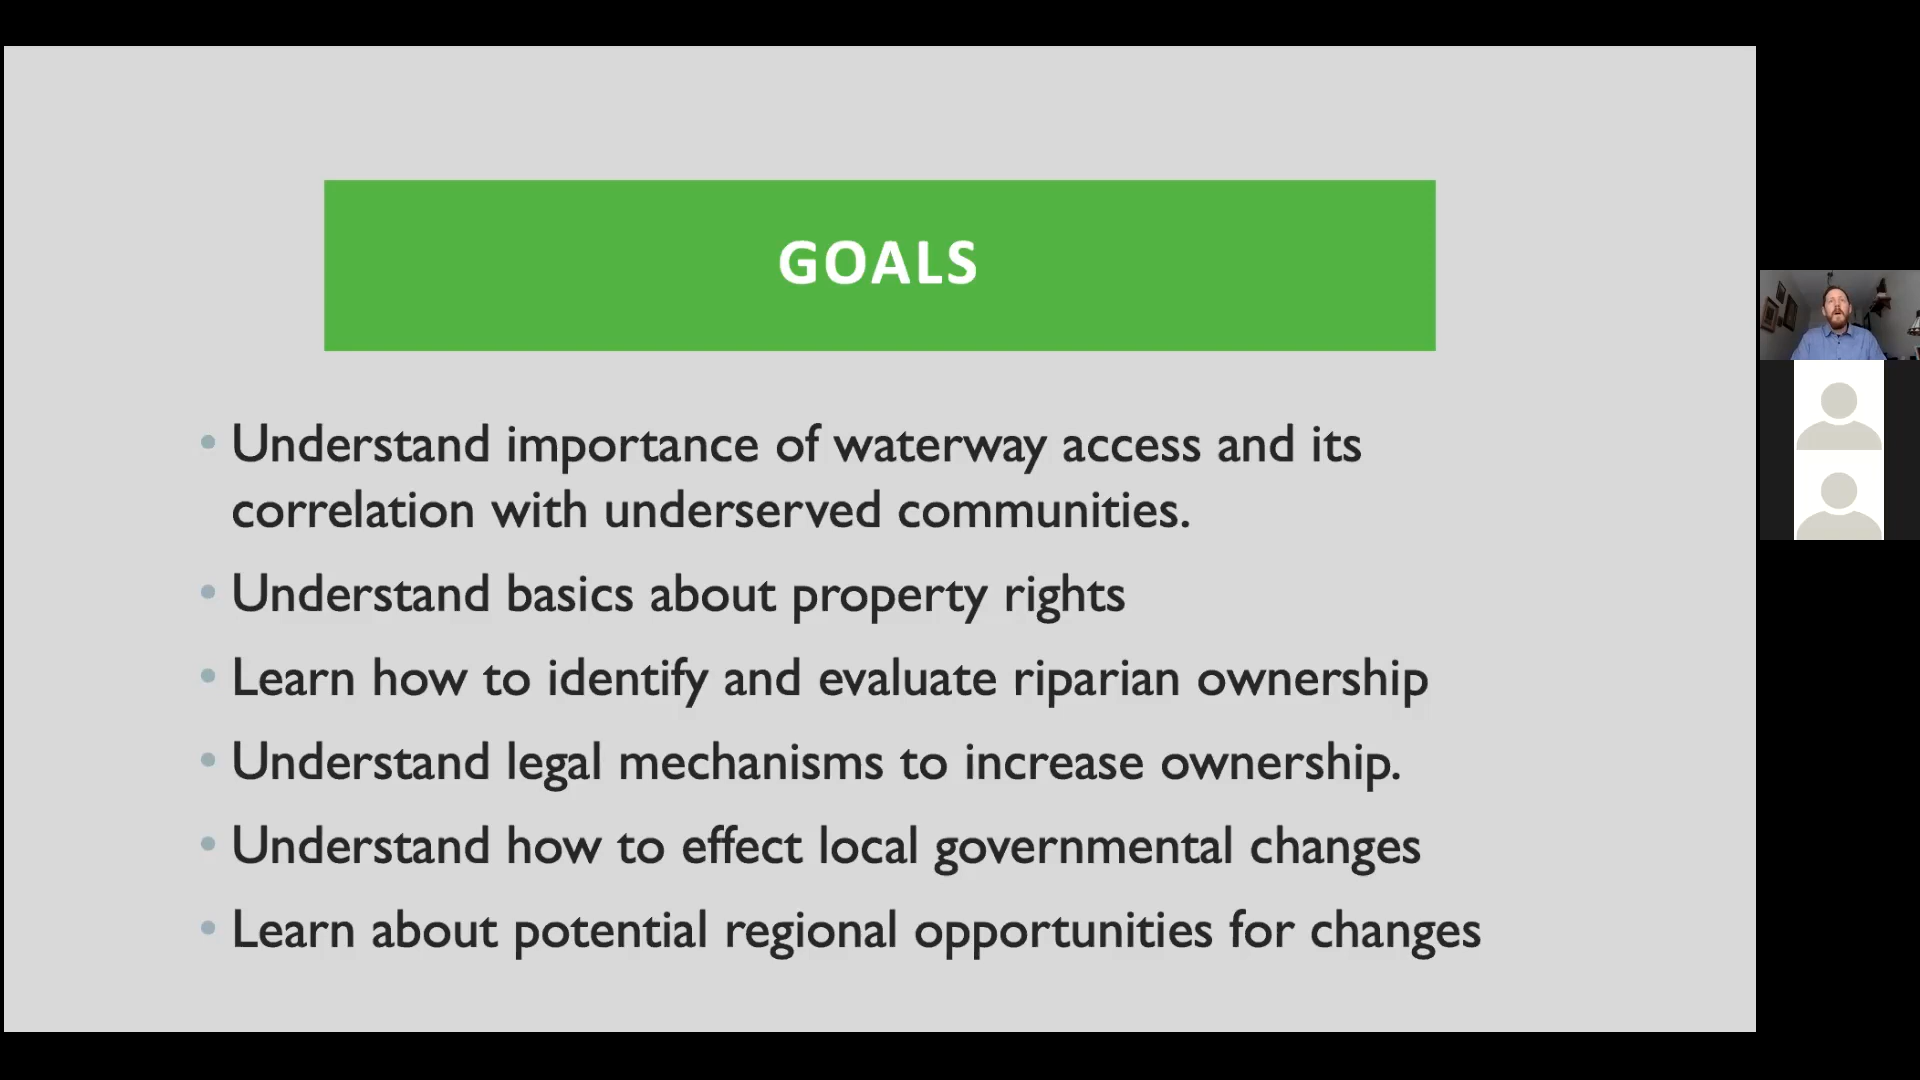 GOALS
• Understand importance of waterway access and its
correlation with underserved communities.
• Understand basics about property rights
• Learn how to identify and evaluate riparian ownership
• Understand legal mechanisms to increase ownership.
• Understand how to effect local governmental changes
• Learn about potential regional opportunities for changes